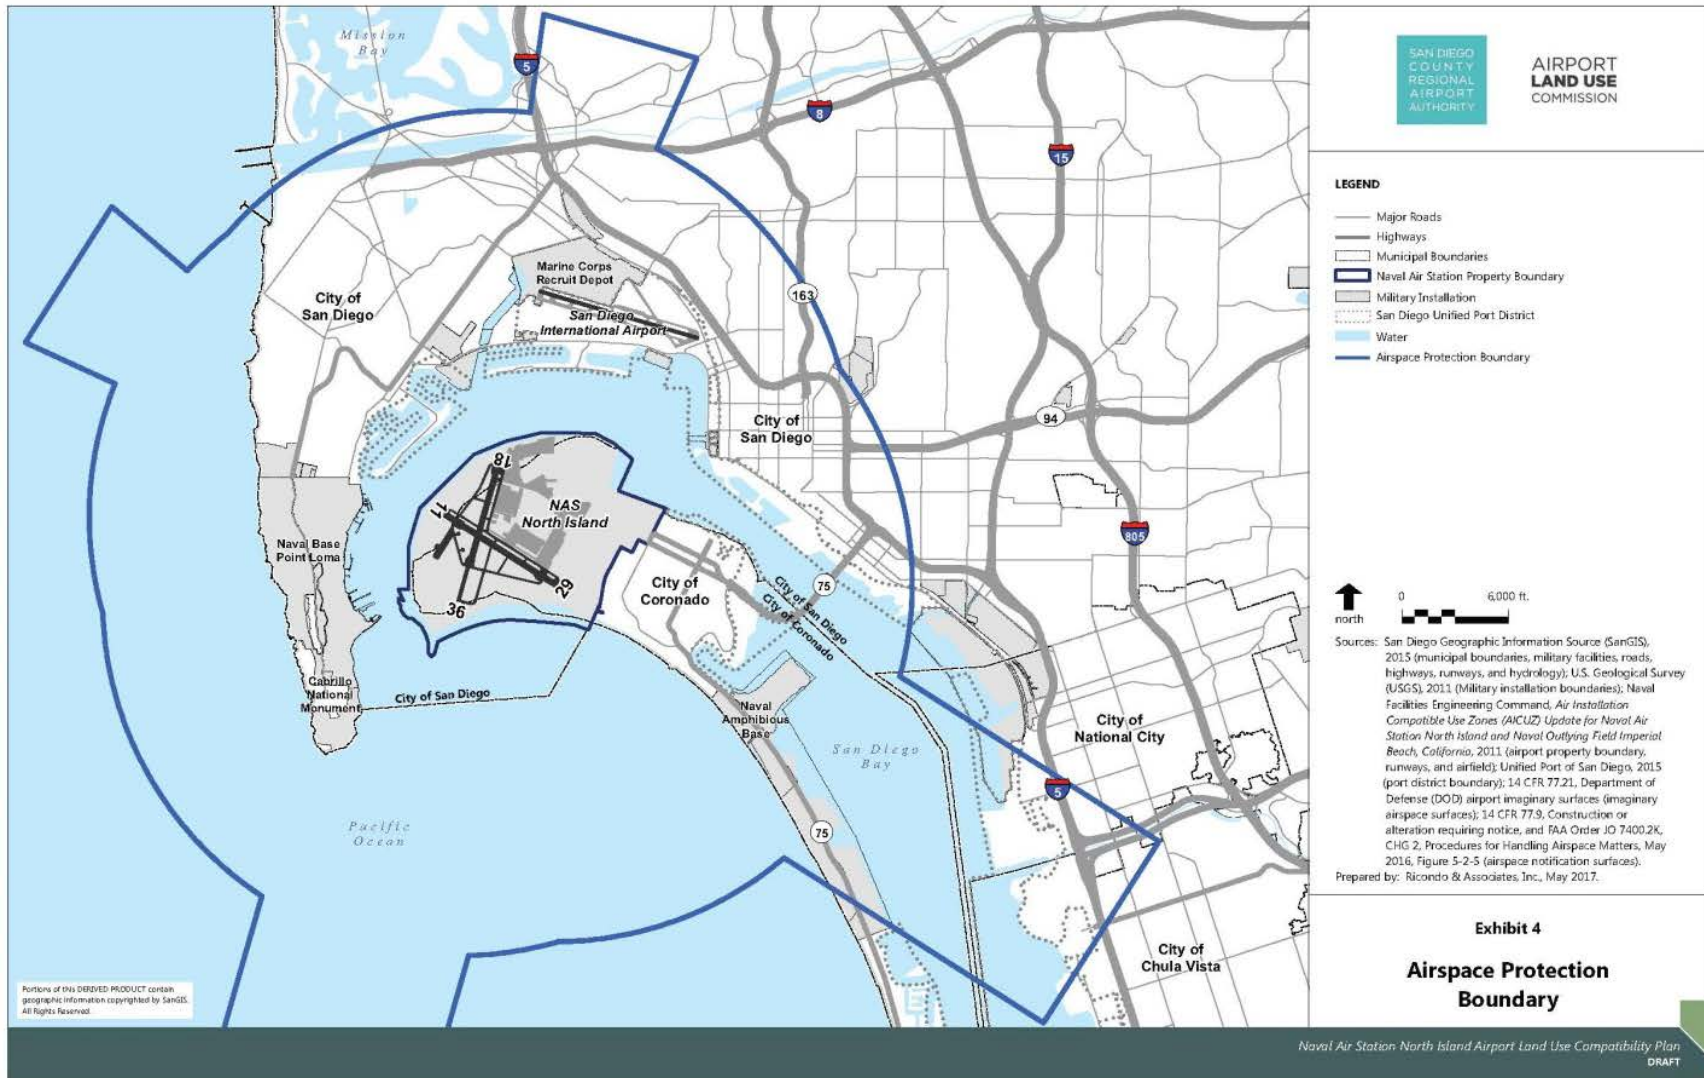 Mission
Bay
5
8
15
SAN DIEGO
COUNTY
REGIONAL
AIRPORT
AUTHORITY
AIRPORT
LAND USE
COMMISSION
LEGEND
Major Roads
Highways
Municipal Boundaries
Naval Air Station Property Boundary
Military Installation
San Diego Unified Port District
Water
Airspace Protection Boundary
Marine Corps
Recruit Depot
City of
San Diego
163
San Diego
International Airport
City of
San Diego
94
18
11
NAS
North Island
805
Naval Base
Point Loma
29
36
City of
Coronado
75
City of San Diego
City of Coronado
Cabrillo
National
Monument
City of San Diego
Naval
Amphibious
Base
San Diego
Bay
City of
National City
5
Pacific
Ocean
75
City of
Chula Vista
north
0 6,000 ft.
Sources: San Diego Geographic Information Source (SanGIS),
2015 (municipal boundaries, military facilities, roads,
highways, runways, and hydrology); U.S. Geological Survey
(USGS), 2011 (Military installation boundaries); Naval
Facilities Engineering Command, Air Installation
Compatible Use Zones (AICUZ) Update for Naval Air
Station North Island and Naval Outlying Field Imperial
Beach, California, 2011 (airport property boundary,
runways, and airfield); Unified Port of San Diego, 2015
(port district boundary); 14 CFR 77.21, Department of
Defense (DOD) airport imaginary surfaces (imaginary
airspace surfaces); 14 CFR 77.9, Construction or
alteration requiring notice, and FAA Order JO 7400.2K,
CHG 2, Procedures for Handling Airspace Matters, May
2016, Figure 5-2-5 (airspace notification surfaces).
Prepared by: Ricondo & Associates, Inc., May 2017.
Exhibit 4
Airspace Protection
Boundary
Portions of this DERIVED PRODUCT contain
geographic information copyrighted by SanGIS.
All Rights Reserved.
Naval Air Station North Island Airport Land Use Compatibility Plan
DRAFT